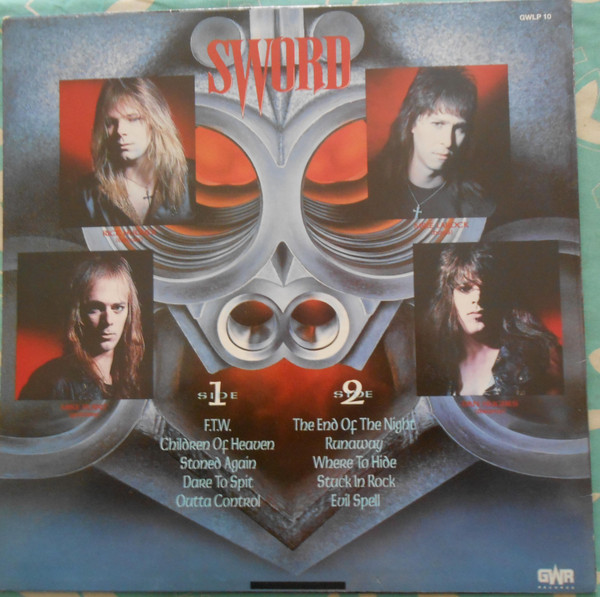 GWLP 10
SWORD
SIDE 1
F.T.W.
Children Of Heaven
Stoned Again
Dare To Spit
Outta Control
SIDE 2
The End Of The Night
Runaway
Where To Hide
Stuck In Rock
Evil Spell
GWR
RECORDS